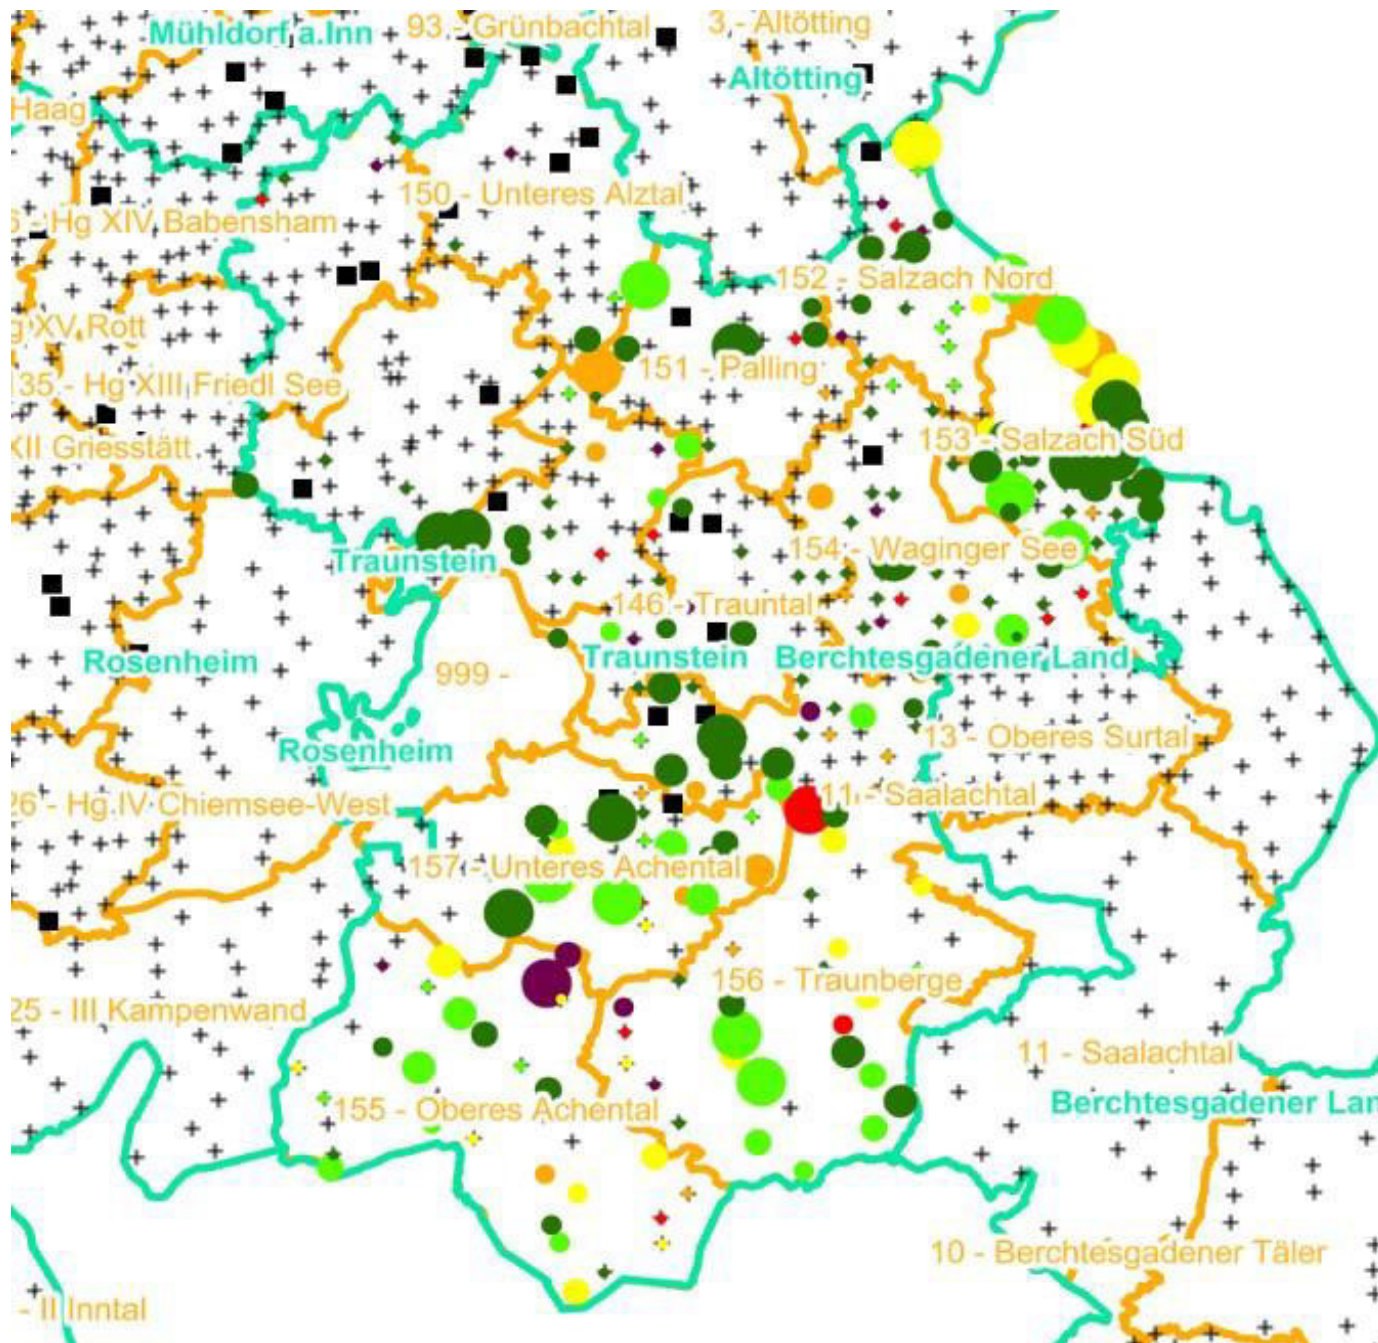 93 - Grünbachtal
3 - Altötting
Mühldorf a.Inn
Altötting
Haag
150 - Unteres Alztal
6 - Hg XIV Babensham
152 - Salzach Nord
g XV Rott
151 - Palling
135 - Hg XIII Friedl See
153 - Salzach Süd
XII Griesstätt
154 - Waginger See
Traunstein
146 - Trauntal
Rosenheim
Traunstein
Berchtesgadener Land
999 -
13 - Oberes Surtal
Rosenheim
11 - Saalachtal
26 - Hg IV Chiemsee-West
157 - Unteres Achental
156 - Traunberge
25 - III Kampenwand
11 - Saalachtal
155 - Oberes Achental
Berchtesgadener Lan
10 - Berchtesgadener Täler
- II Inntal